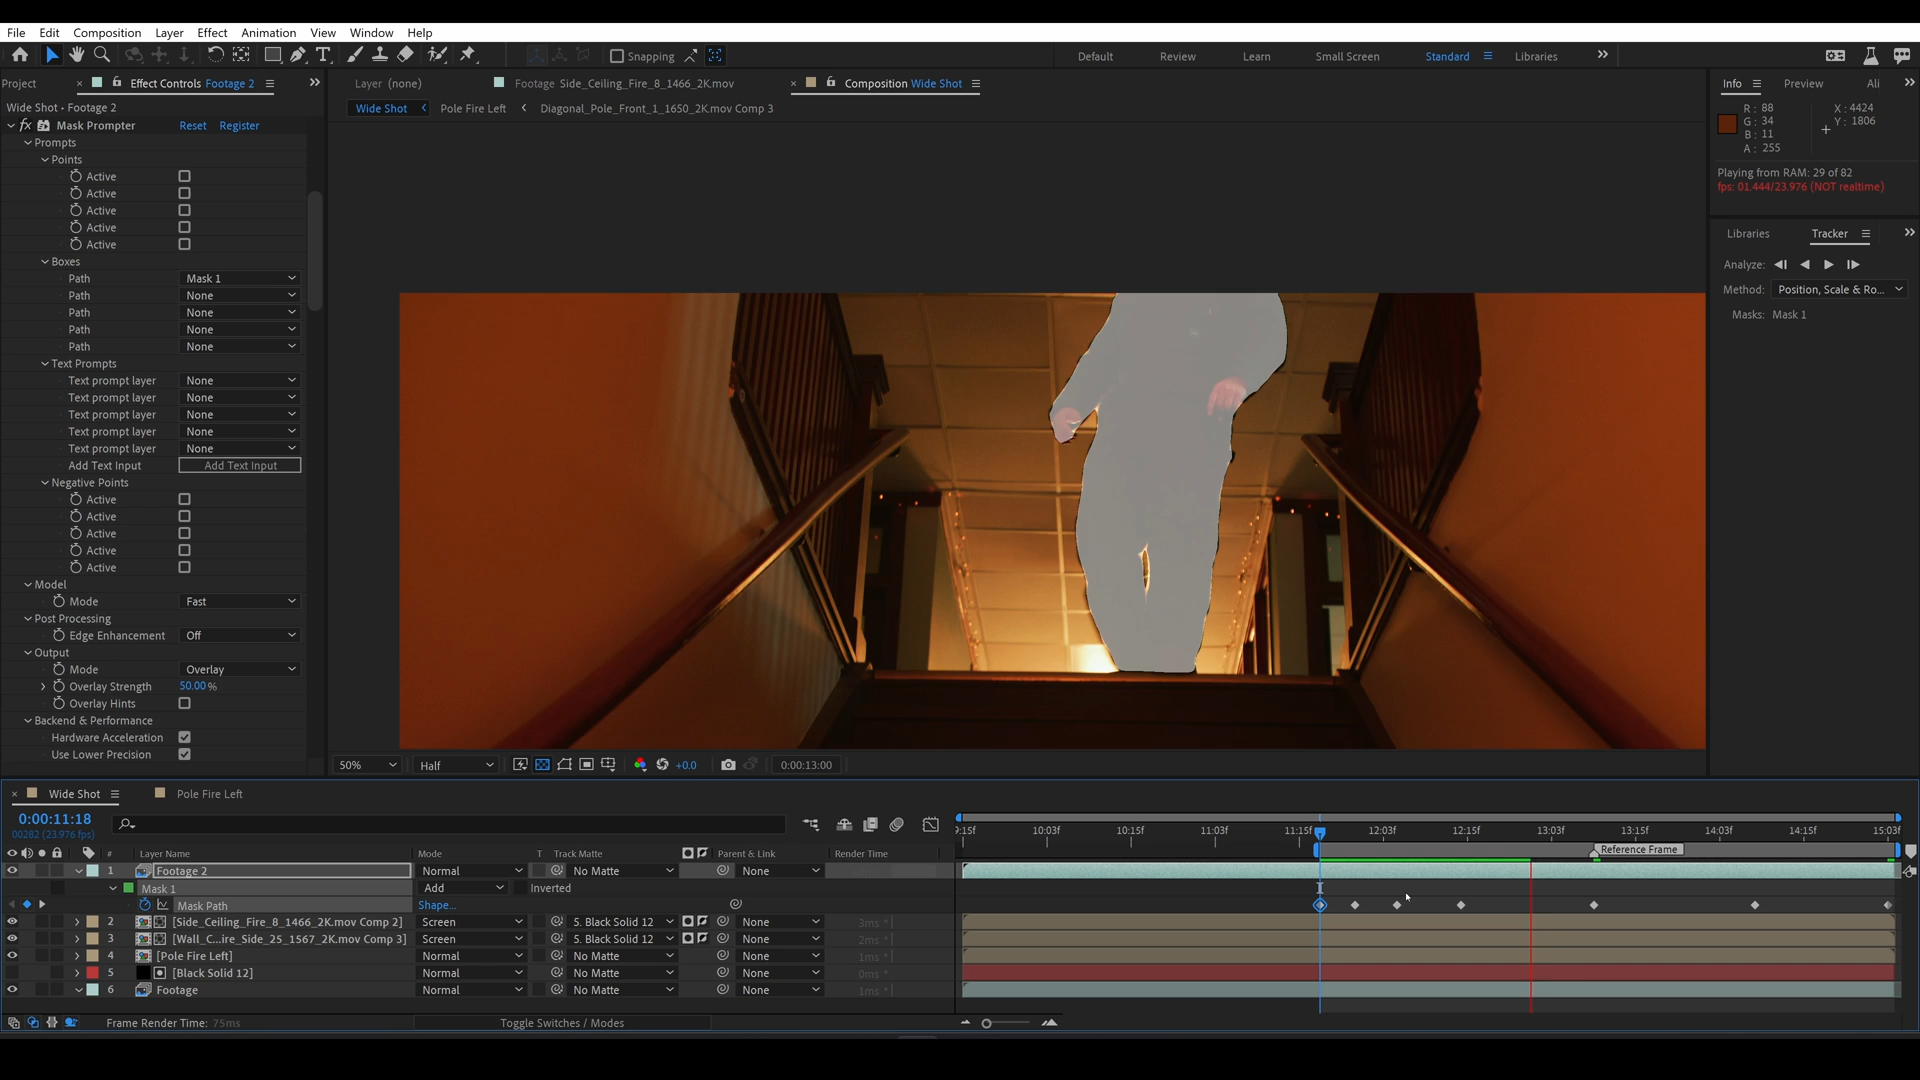 File Edit Composition Layer Effect Animation View Window Help
Snapping
Default Review Learn Small Screen Standard Libraries
Project Effect Controls Footage 2
Wide Shot • Footage 2
fx Mask Prompter Reset Register
Prompts
Points
Active
Active
Active
Active
Active
Boxes
Path Mask 1
Path None
Path None
Path None
Path None
Text Prompts
Text prompt layer None
Text prompt layer None
Text prompt layer None
Text prompt layer None
Text prompt layer None
Add Text Input Add Text Input
Negative Points
Active
Active
Active
Active
Active
Model
Mode Fast
Post Processing
Edge Enhancement Off
Output
Mode Overlay
Overlay Strength 50.00%
Overlay Hints
Backend & Performance
Hardware Acceleration
Use Lower Precision
Layer (none) Footage Side_Ceiling_Fire_8_1466_2K.mov Composition Wide Shot
Wide Shot Pole Fire Left Diagonal_Pole_Front_1_1650_2K.mov Comp 3
50% Half +0.0 0:00:13:00
Info Preview Ali
R: 88 X: 4424
G: 34 Y: 1806
B: 11
A: 255
Playing from RAM: 29 of 82
fps: 01.444/23.976 (NOT realtime)
Libraries Tracker
Analyze:
Method: Position, Scale & Ro...
Masks: Mask 1
Wide Shot Pole Fire Left
0:00:11:18
00282 (23.976 fps)
9:15f 10:03f 10:15f 11:03f 11:15f 12:03f 12:15f 13:03f 13:15f 14:03f 14:15f 15:03f
Reference Frame
# Layer Name Mode T Track Matte Parent & Link Render Time
1 Footage 2 Normal No Matte None
Mask 1 Add Inverted
Mask Path Shape...
2 [Side_Ceiling_Fire_8_1466_2K.mov Comp 2] Screen 5. Black Solid 12 None 3ms
3 [Wall_C...ire_Side_25_1567_2K.mov Comp 3] Screen 5. Black Solid 12 None 2ms
4 [Pole Fire Left] Normal No Matte None 1ms
5 [Black Solid 12] Normal No Matte None 0ms
6 Footage Normal No Matte None 1ms
Frame Render Time: 75ms Toggle Switches / Modes